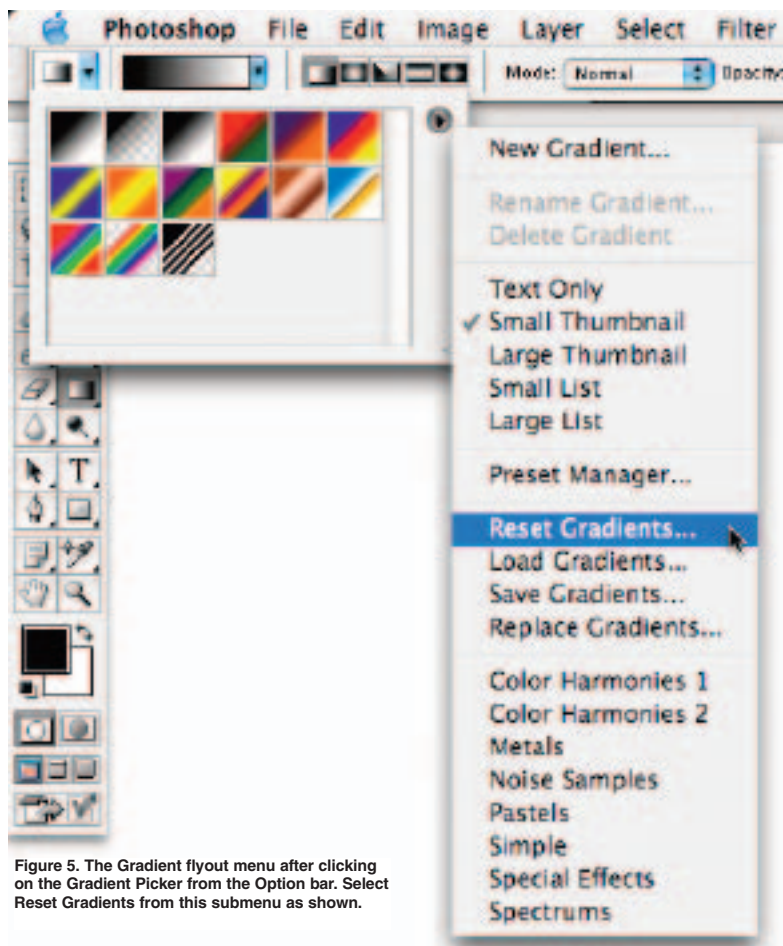 Photoshop File Edit Image Layer Select Filter
Mode: Normal Opacity
New Gradient...
Rename Gradient...
Delete Gradient
Text Only
✓ Small Thumbnail
Large Thumbnail
Small List
Large List
Preset Manager...
Reset Gradients...
Load Gradients...
Save Gradients...
Replace Gradients...
Color Harmonies 1
Color Harmonies 2
Metals
Noise Samples
Pastels
Simple
Special Effects
Spectrums
T
Figure 5. The Gradient flyout menu after clicking
on the Gradient Picker from the Option bar. Select
Reset Gradients from this submenu as shown.